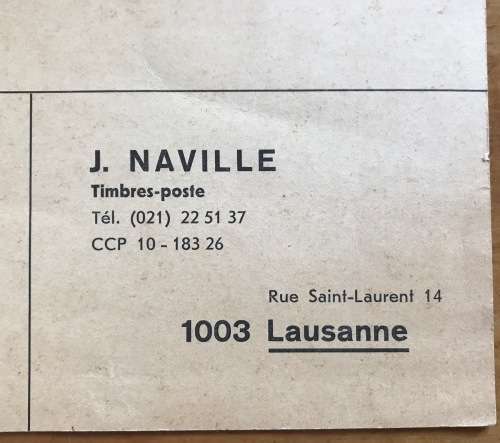 J. NAVILLE
Timbres-poste
Tél. (021) 22 51 37
CCP 10 - 183 26
Rue Saint-Laurent 14
1003 Lausanne